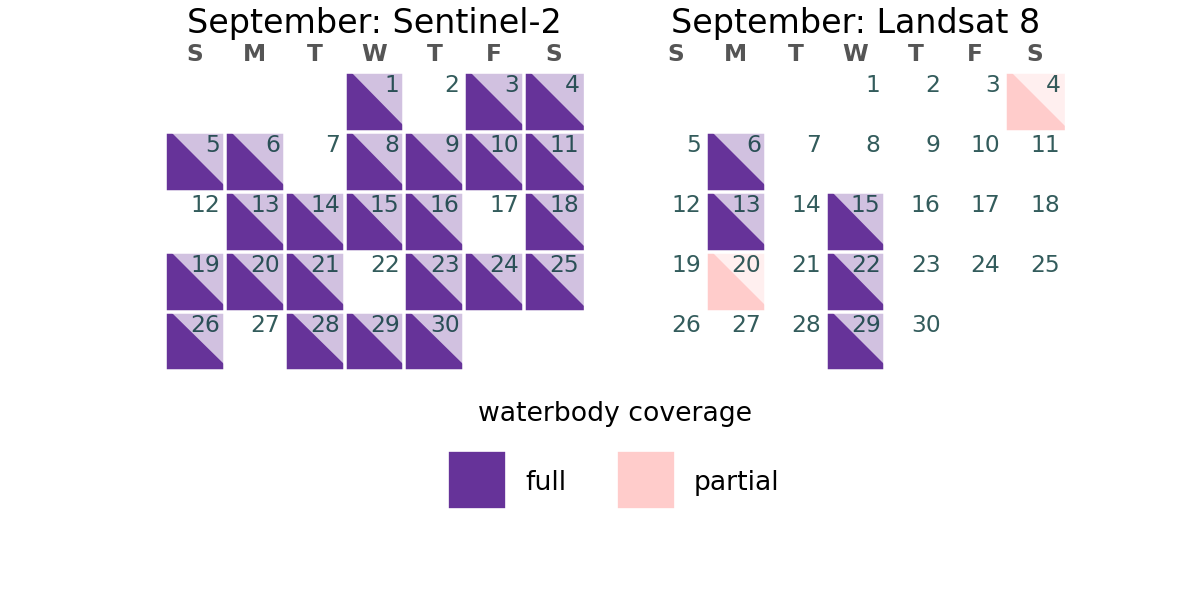 September: Sentinel-2
S M T W T F S
1 2 3 4
5 6 7 8 9 10 11
12 13 14 15 16 17 18
19 20 21 22 23 24 25
26 27 28 29 30
September: Landsat 8
S M T W T F S
1 2 3 4
5 6 7 8 9 10 11
12 13 14 15 16 17 18
19 20 21 22 23 24 25
26 27 28 29 30
waterbody coverage
full partial